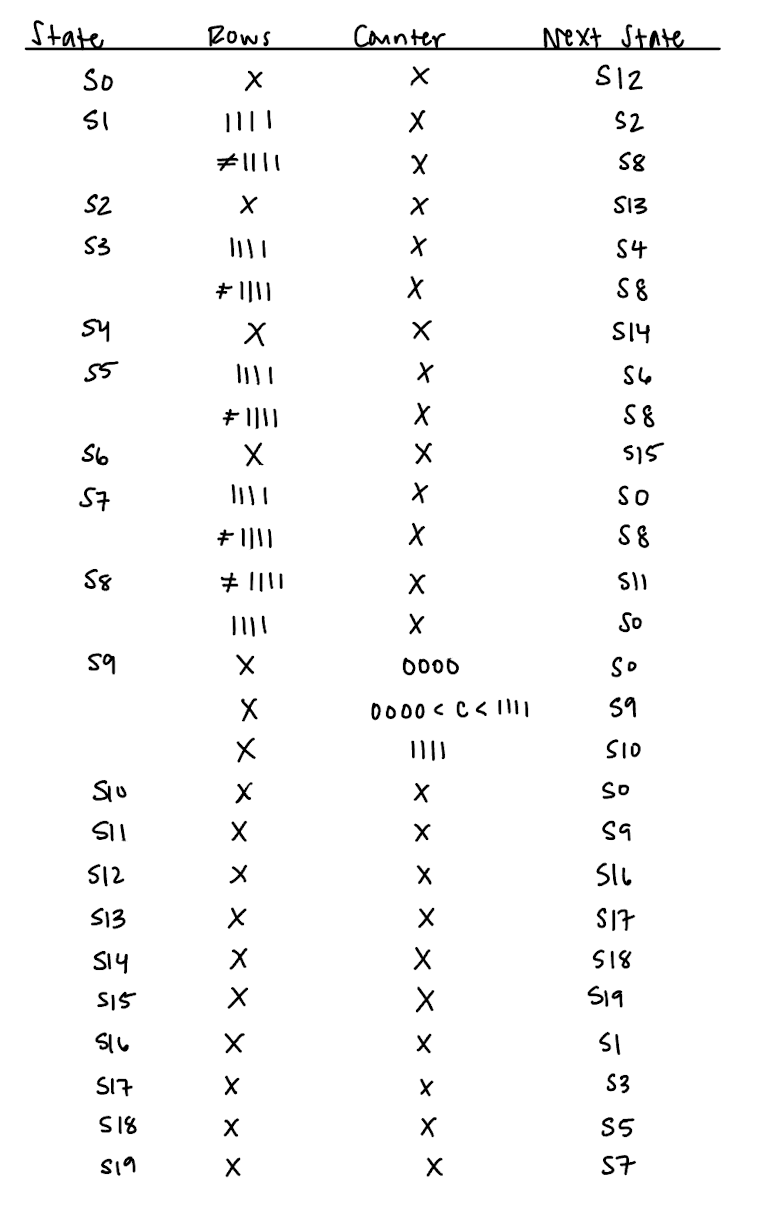 State Rows Counter Next State
S0 X X S12
S1 1111 X S2
≠1111 X S8
S2 X X S13
S3 1111 X S4
≠1111 X S8
S4 X X S14
S5 1111 X S6
≠1111 X S8
S6 X X S15
S7 1111 X S0
≠1111 X S8
S8 ≠1111 X S11
1111 X S0
S9 X 0000 S0
X 0000 < C < 1111 S9
X 1111 S10
S10 X X S0
S11 X X S9
S12 X X S16
S13 X X S17
S14 X X S18
S15 X X S19
S16 X X S1
S17 X X S3
S18 X X S5
S19 X X S7